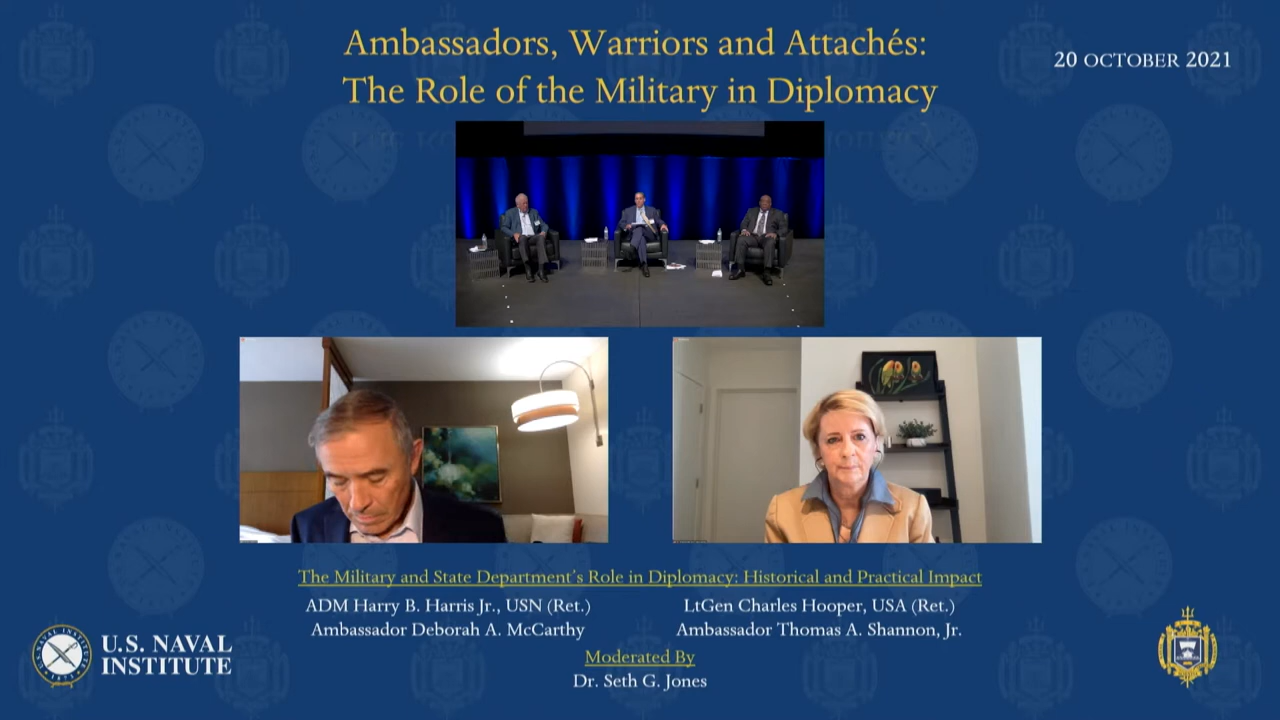 Ambassadors, Warriors and Attachés:
The Role of the Military in Diplomacy
20 OCTOBER 2021
The Military and State Department's Role in Diplomacy: Historical and Practical Impact
ADM Harry B. Harris Jr., USN (Ret.)
Ambassador Deborah A. McCarthy
LtGen Charles Hooper, USA (Ret.)
Ambassador Thomas A. Shannon, Jr.
Moderated By
Dr. Seth G. Jones
U.S. NAVAL
INSTITUTE